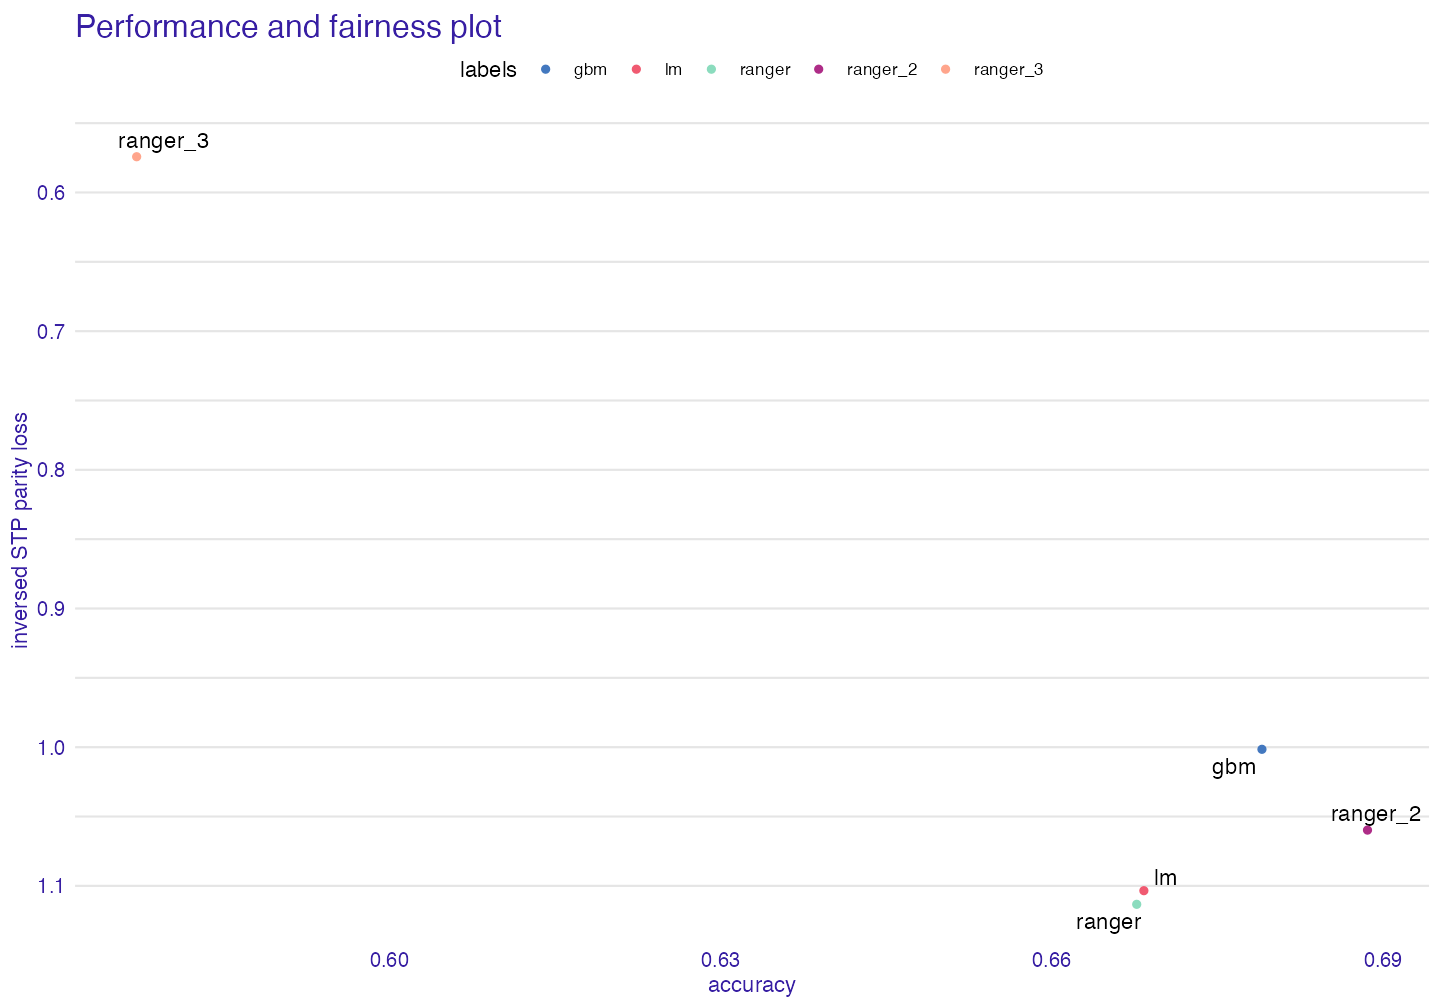 Performance and fairness plot
labels gbm lm ranger ranger_2 ranger_3
ranger_3
0.6
0.7
0.8
0.9
1.0
1.1
inversed STP parity loss
gbm
ranger_2
lm
ranger
0.60 0.63 0.66 0.69
accuracy